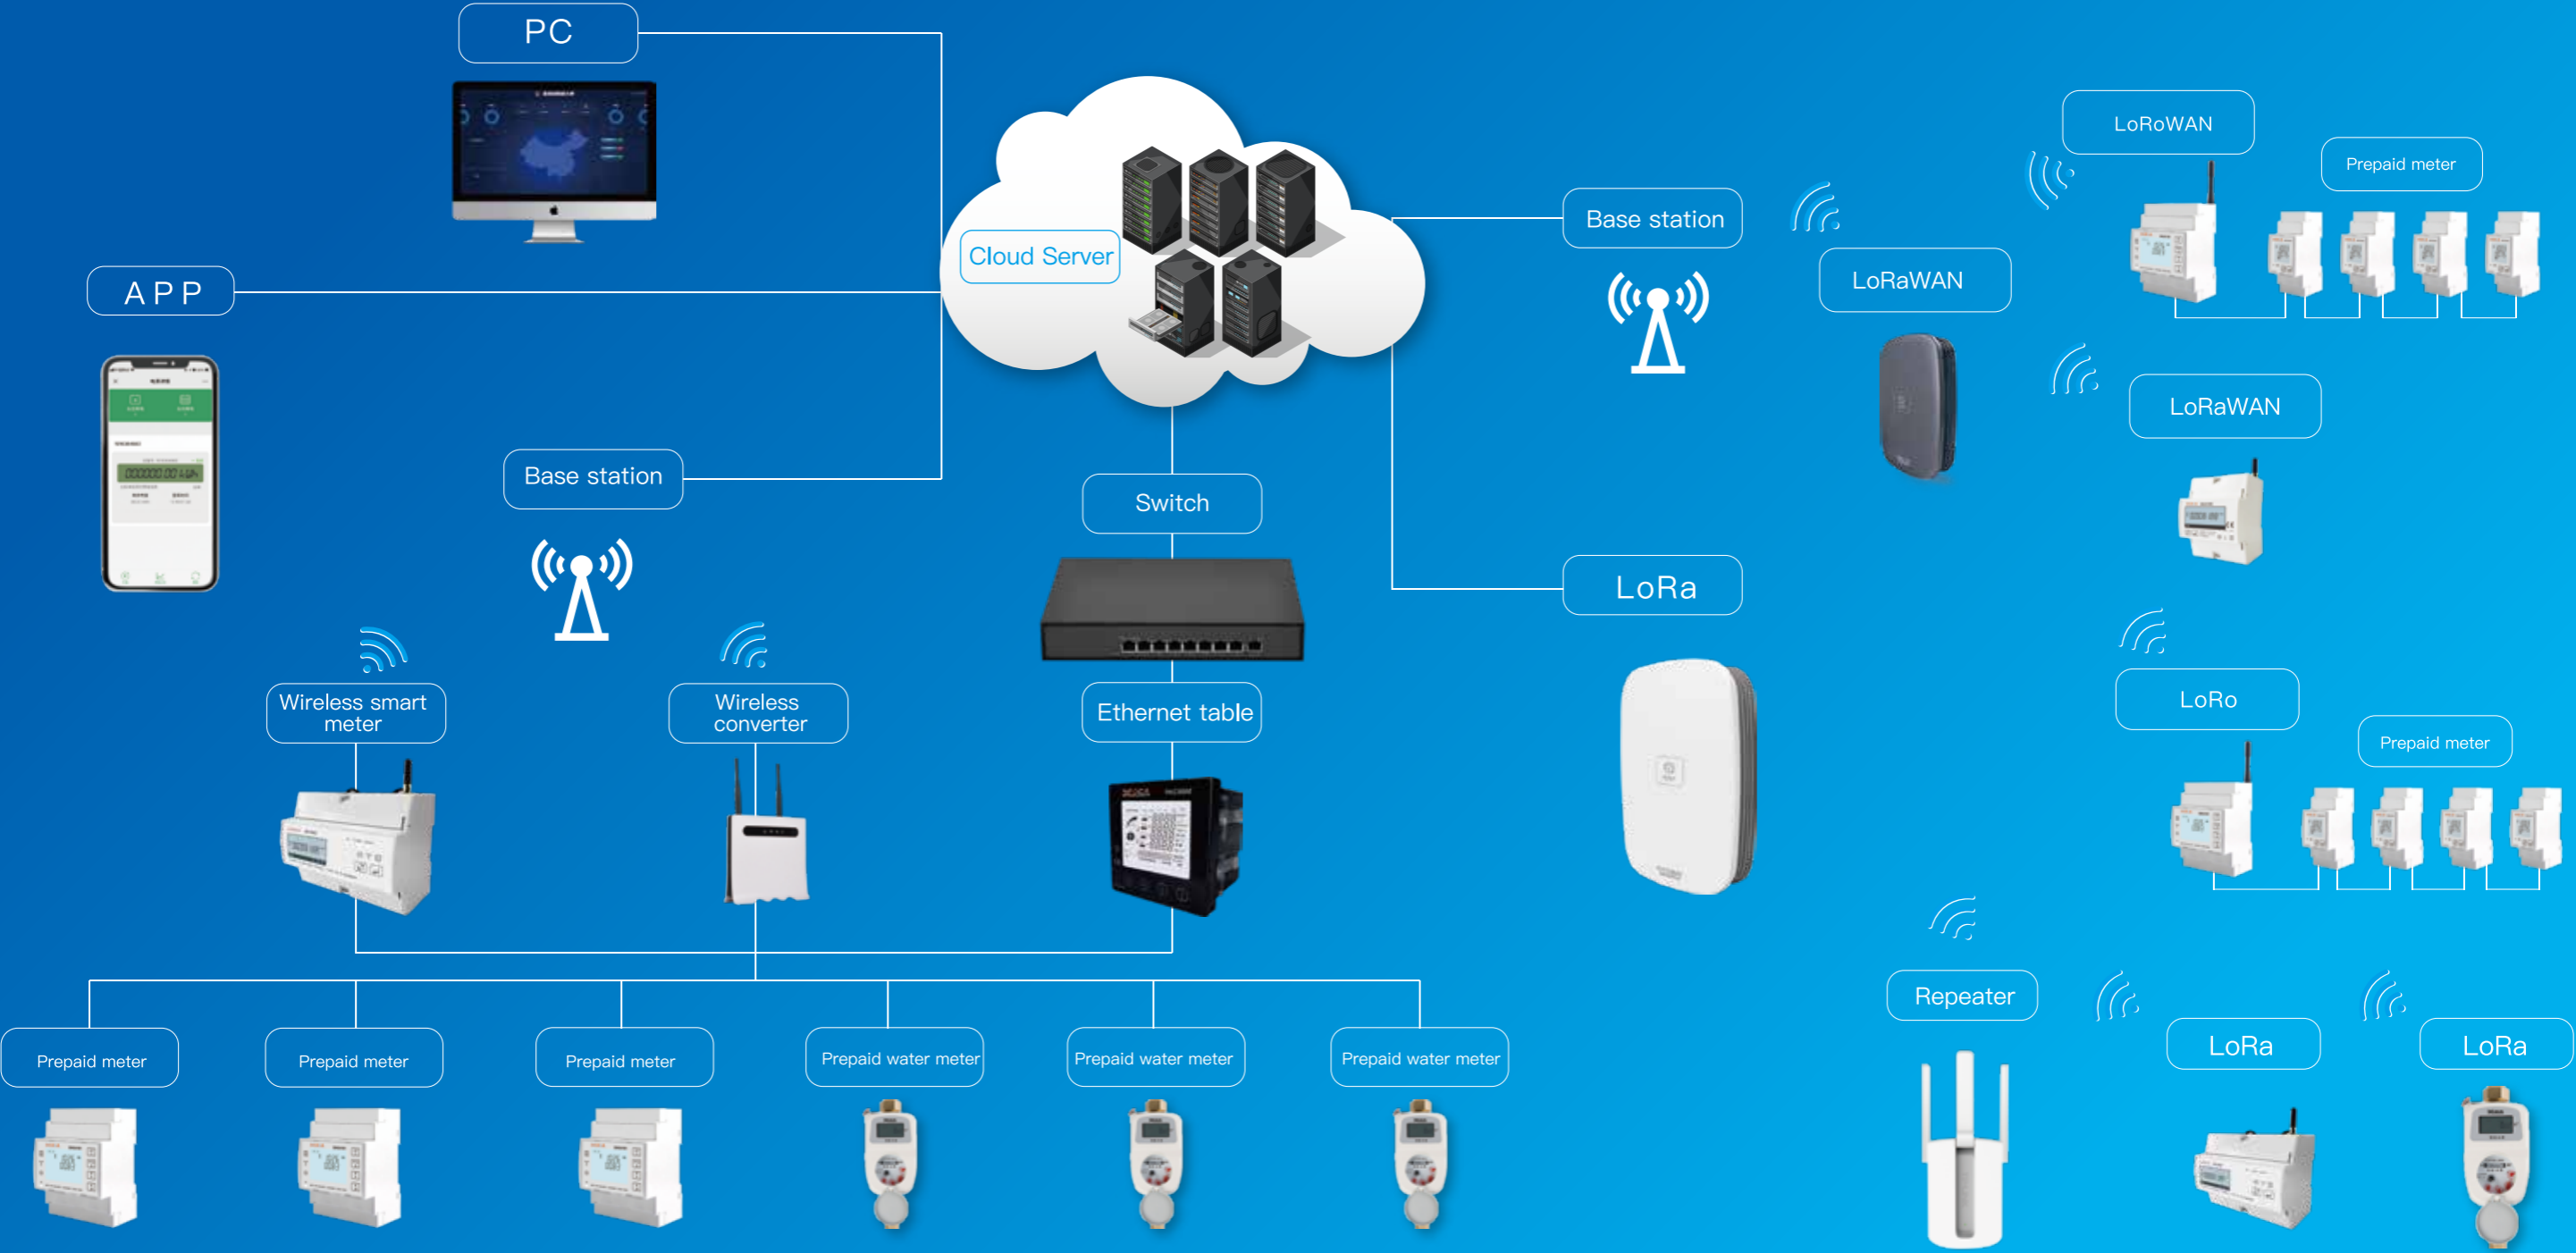 PC
LoRoWAN
Prepaid meter
Base station
Cloud Server
LoRaWAN
APP
LoRaWAN
Base station
Switch
LoRa
Wireless smart
meter
Wireless
converter
Ethernet table
LoRo
Prepaid meter
Repeater
LoRa
LoRa
Prepaid meter
Prepaid meter
Prepaid meter
Prepaid water meter
Prepaid water meter
Prepaid water meter